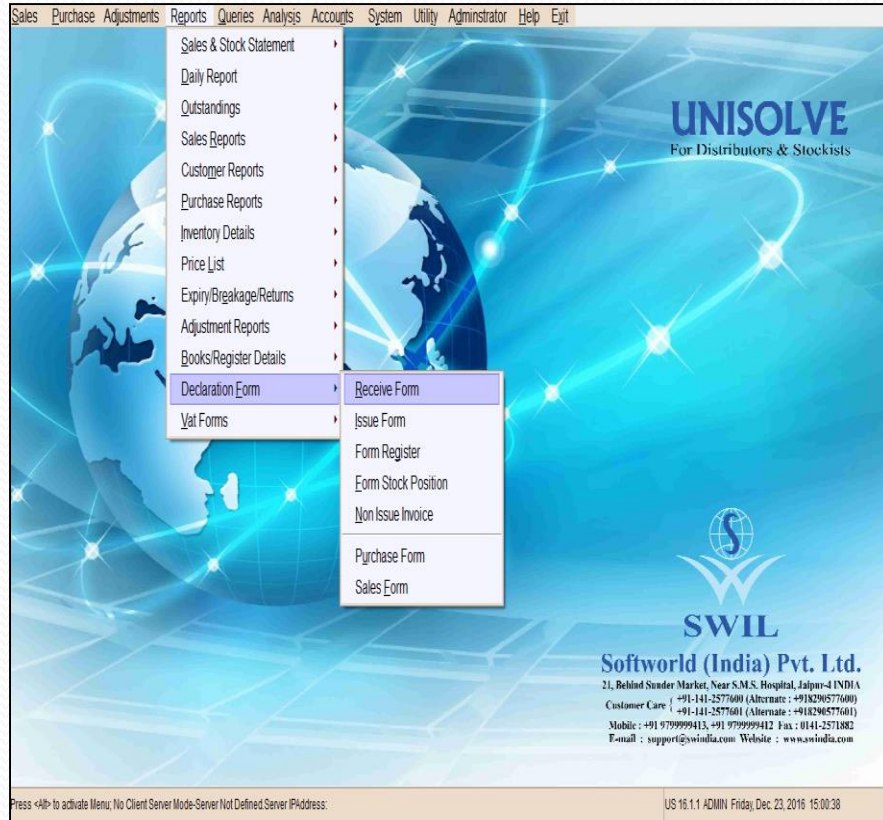 Sales Purchase Adjustments Reports Queries Analysis Accounts System Utility Adminstrator Help Exit
Sales & Stock Statement
Daily Report
Outstandings
Sales Reports
Customer Reports
Purchase Reports
Inventory Details
Price List
Expiry/Breakage/Returns
Adjustment Reports
Books/Register Details
Declaration Form
Vat Forms
Receive Form
Issue Form
Form Register
Form Stock Position
Non Issue Invoice
Purchase Form
Sales Form
UNISOLVE
For Distributors & Stockists
S
SWIL
Softworld (India) Pvt. Ltd.
21, Behind Sunder Market, Near S.M.S. Hospital, Jaipur-4 INDIA
Customer Care { +91-141-2577600 (Alternate : +918290577600)
+91-141-2577601 (Alternate : +918290577601)
Mobile : +91 9799999413, +91 9799999412 Fax : 0141-2571882
E-mail : support@swindia.com Website : www.swindia.com
Press <Alt> to activate Menu; No Client Server Mode-Server Not Defined.Server IPAddress:
US 16.1.1 ADMIN Friday, Dec. 23, 2016 15:00:38